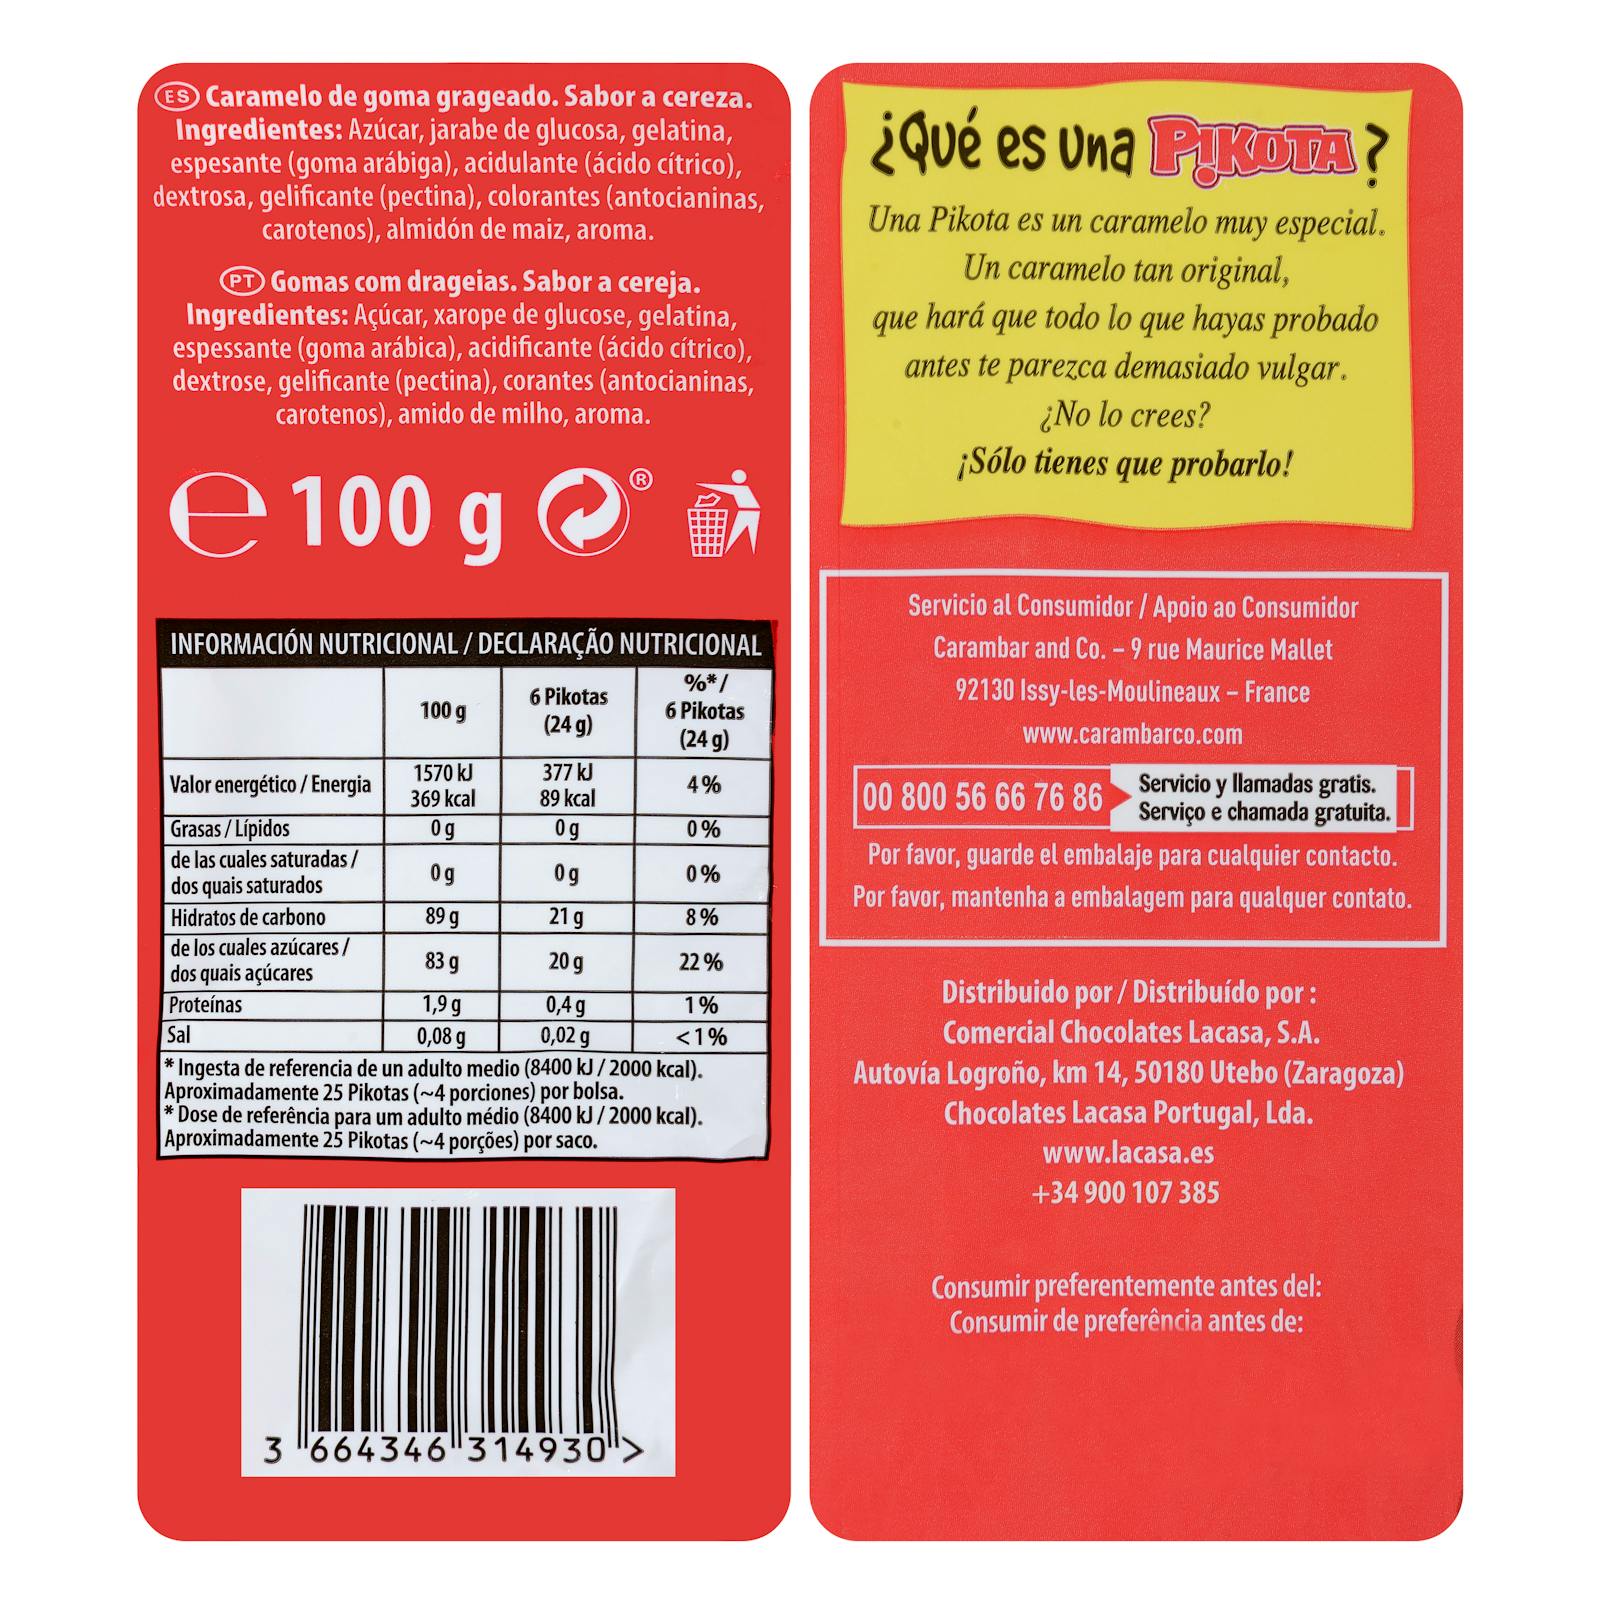 ES Caramelo de goma grageado. Sabor a cereza.
Ingredientes: Azúcar, jarabe de glucosa, gelatina,
espesante (goma arábiga), acidulante (ácido cítrico),
dextrosa, gelificante (pectina), colorantes (antocianinas,
carotenos), almidón de maiz, aroma.
PT Gomas com drageias. Sabor a cereja.
Ingredientes: Açúcar, xarope de glucose, gelatina,
espessante (goma arábica), acidificante (ácido cítrico),
dextrose, gelificante (pectina), corantes (antocianinas,
carotenos), amido de milho, aroma.
e 100 g ®
INFORMACIÓN NUTRICIONAL / DECLARAÇÃO NUTRICIONAL
100 g
6 Pikotas
(24 g)
%*/
6 Pikotas
(24 g)
Valor energético / Energia
1570 kJ
369 kcal
377 kJ
89 kcal
4 %
Grasas / Lípidos 0 g 0 g 0 %
de las cuales saturadas /
dos quais saturados
0 g 0 g 0 %
Hidratos de carbono 89 g 21 g 8 %
de los cuales azúcares /
dos quais açúcares
83 g 20 g 22 %
Proteínas 1,9 g 0,4 g 1 %
Sal 0,08 g 0,02 g < 1 %
* Ingesta de referencia de un adulto medio (8400 kJ / 2000 kcal).
Aproximadamente 25 Pikotas (~4 porciones) por bolsa.
* Dose de referência para um adulto médio (8400 kJ / 2000 kcal).
Aproximadamente 25 Pikotas (~4 porções) por saco.
3 664346 314930 >
¿Qué es una PIKOTA?
Una Pikota es un caramelo muy especial.
Un caramelo tan original,
que hará que todo lo que hayas probado
antes te parezca demasiado vulgar.
¿No lo crees?
¡Sólo tienes que probarlo!
Servicio al Consumidor / Apoio ao Consumidor
Carambar and Co. – 9 rue Maurice Mallet
92130 Issy-les-Moulineaux – France
www.carambarco.com
00 800 56 66 76 86
Servicio y llamadas gratis.
Serviço e chamada gratuita.
Por favor, guarde el embalaje para cualquier contacto.
Por favor, mantenha a embalagem para qualquer contato.
Distribuido por / Distribuído por :
Comercial Chocolates Lacasa, S.A.
Autovía Logroño, km 14, 50180 Utebo (Zaragoza)
Chocolates Lacasa Portugal, Lda.
www.lacasa.es
+34 900 107 385
Consumir preferentemente antes del:
Consumir de preferência antes de: